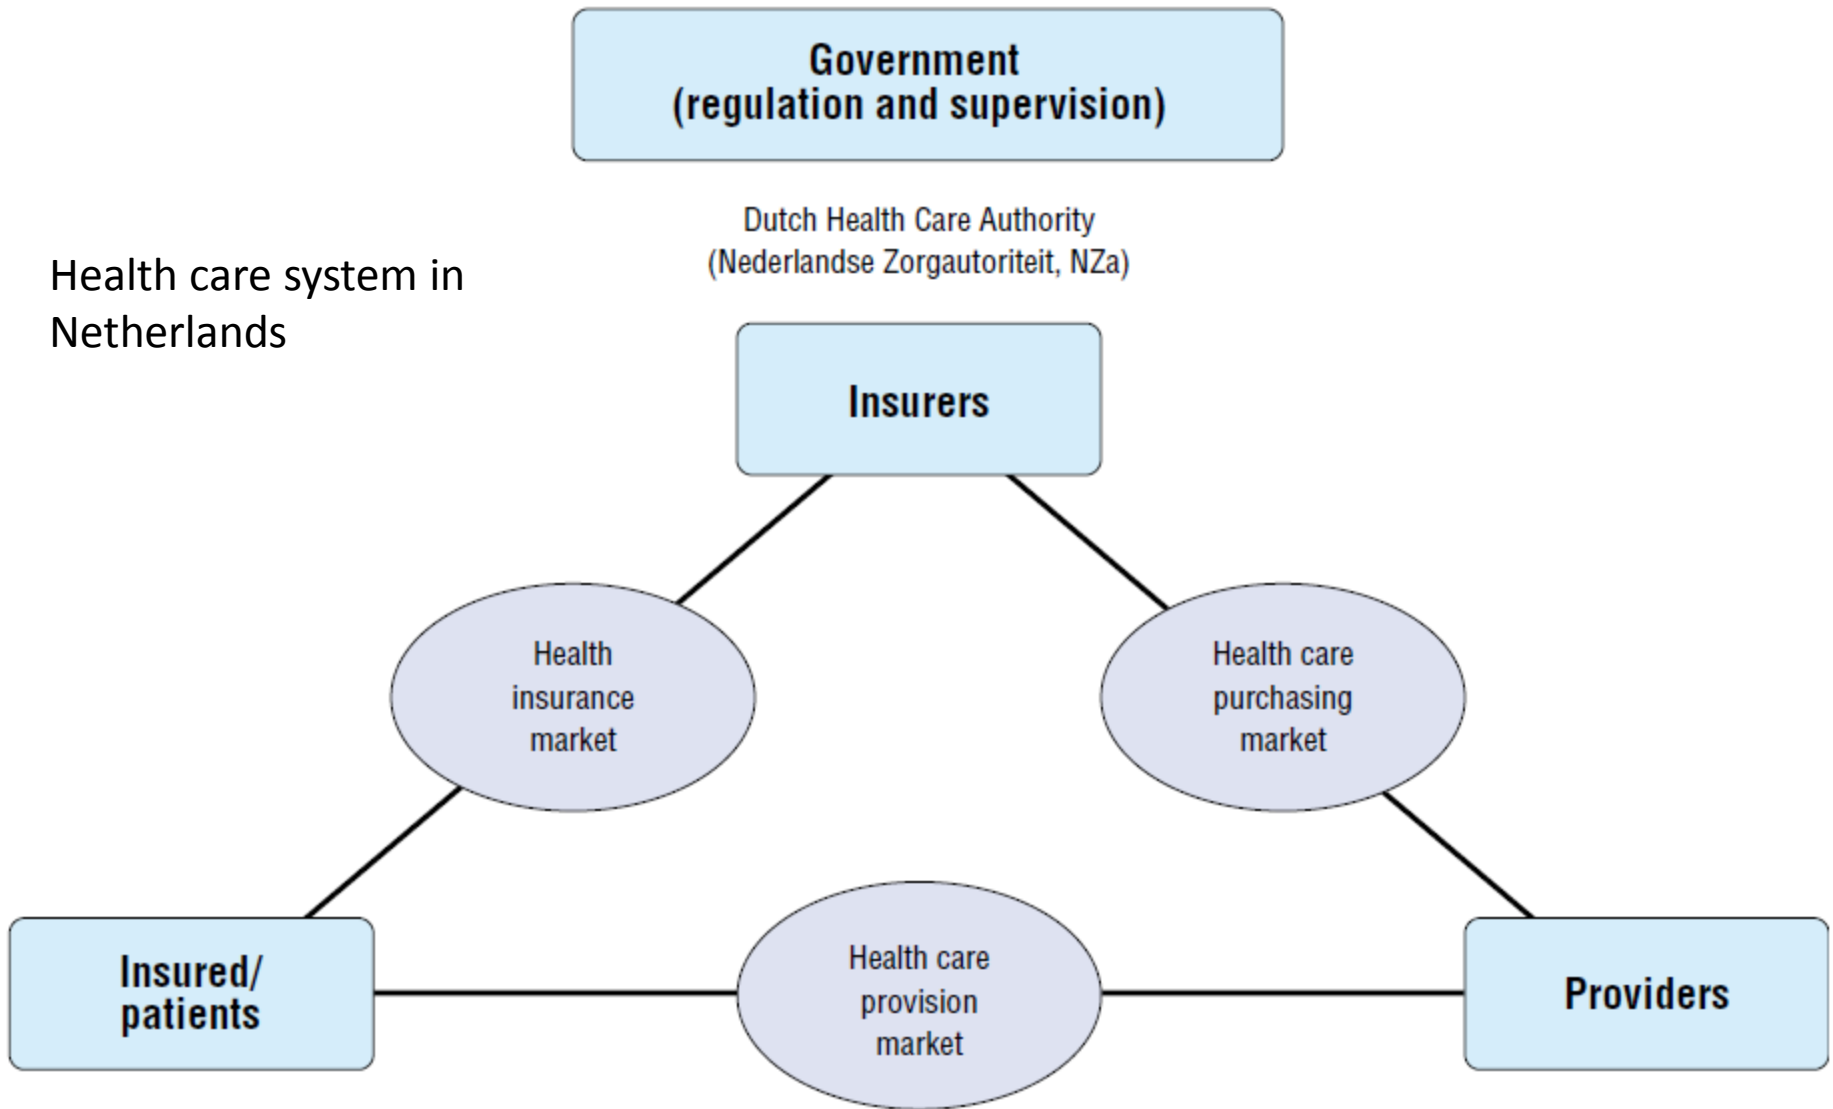 Government
(regulation and supervision)
Dutch Health Care Authority
(Nederlandse Zorgautoriteit, NZa)
Health care system in
Netherlands
Insurers
Health
insurance
market
Health care
purchasing
market
Insured/
patients
Health care
provision
market
Providers